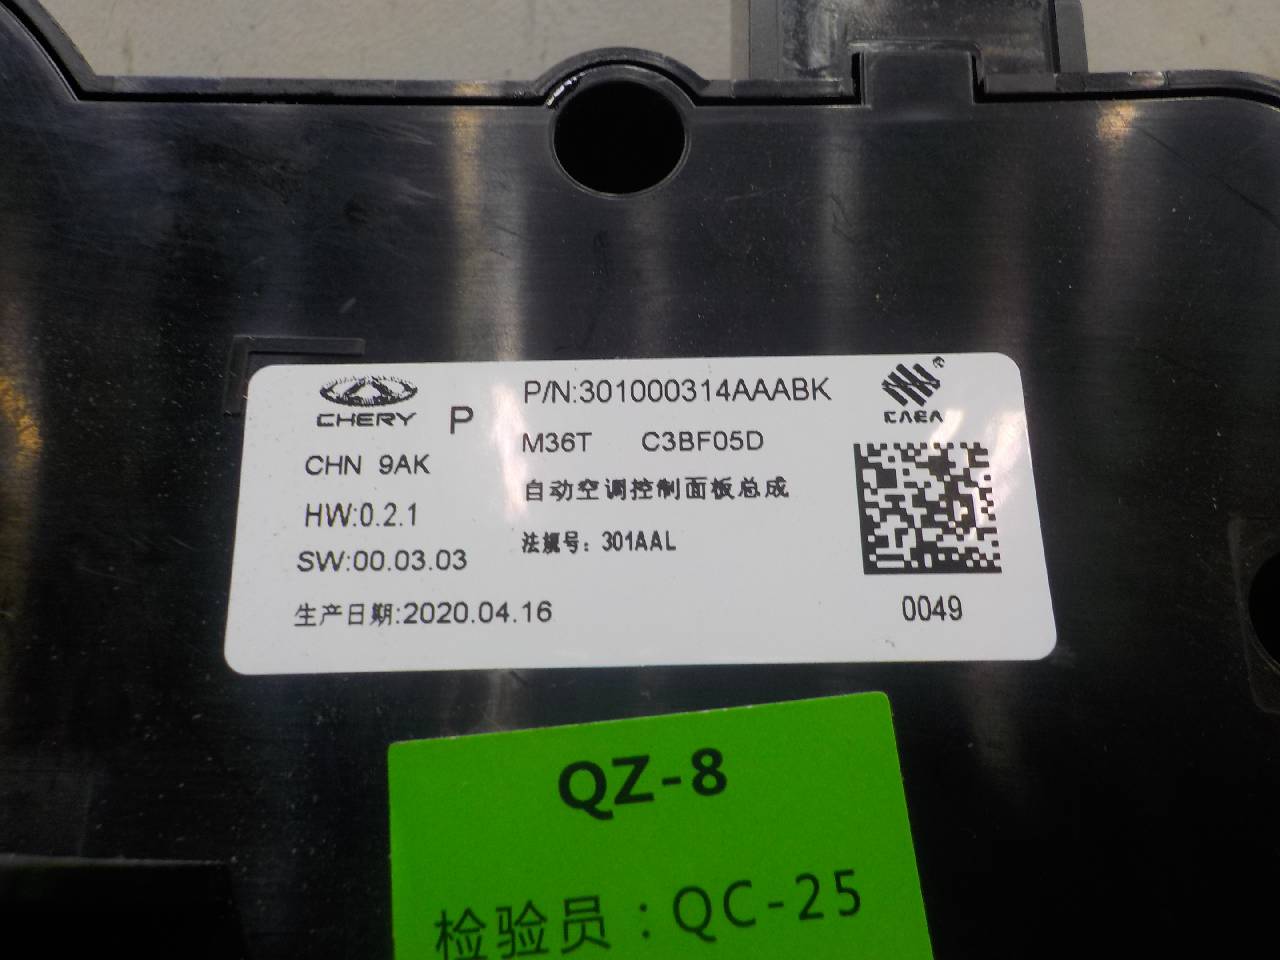 CHERY
P
P/N:301000314AAABK
CAEA
M36T C3BF05D
CHN 9AK
自动空调控制面板总成
HW:0.2.1
法规号：301AAL
SW:00.03.03
生产日期:2020.04.16
0049
QZ-8
检验员：QC-25